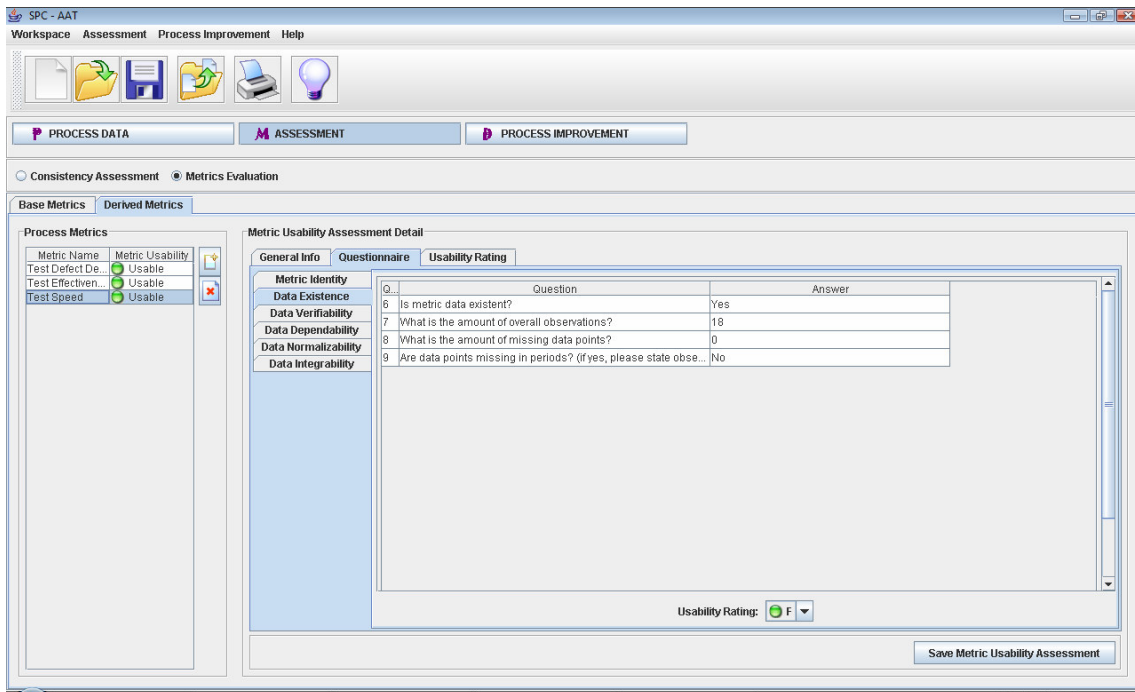 SPC - AAT
Workspace Assessment Process Improvement Help
P PROCESS DATA M ASSESSMENT PROCESS IMPROVEMENT
Consistency Assessment Metrics Evaluation
Base Metrics Derived Metrics
Process Metrics
Metric Name Metric Usability
Test Defect De... Usable
Test Effectiven... Usable
Test Speed Usable
Metric Usability Assessment Detail
General Info Questionnaire Usability Rating
Metric Identity
Data Existence
Data Verifiability
Data Dependability
Data Normalizability
Data Integrability
Q... Question Answer
6 Is metric data existent? Yes
7 What is the amount of overall observations? 18
8 What is the amount of missing data points? 0
9 Are data points missing in periods? (if yes, please state obse... No
Usability Rating: F
Save Metric Usability Assessment